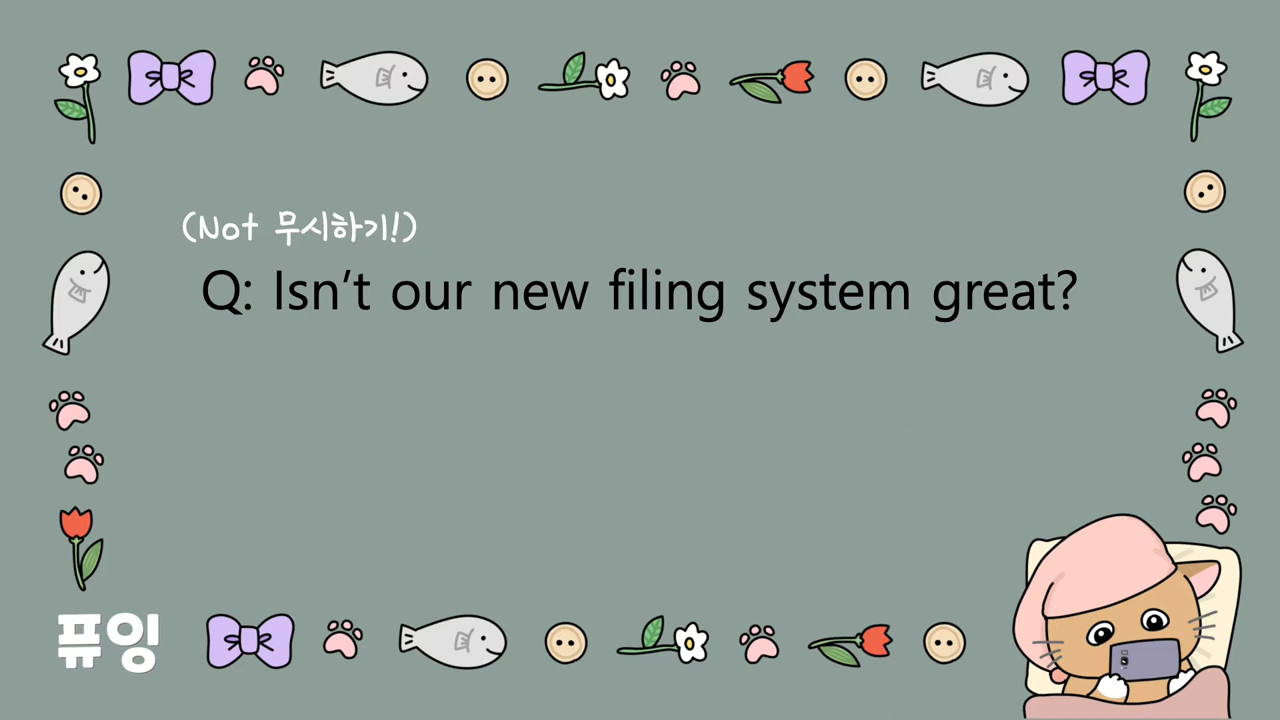 (Not 무시하기!)
Q: Isn’t our new filing system great?
퓨잉